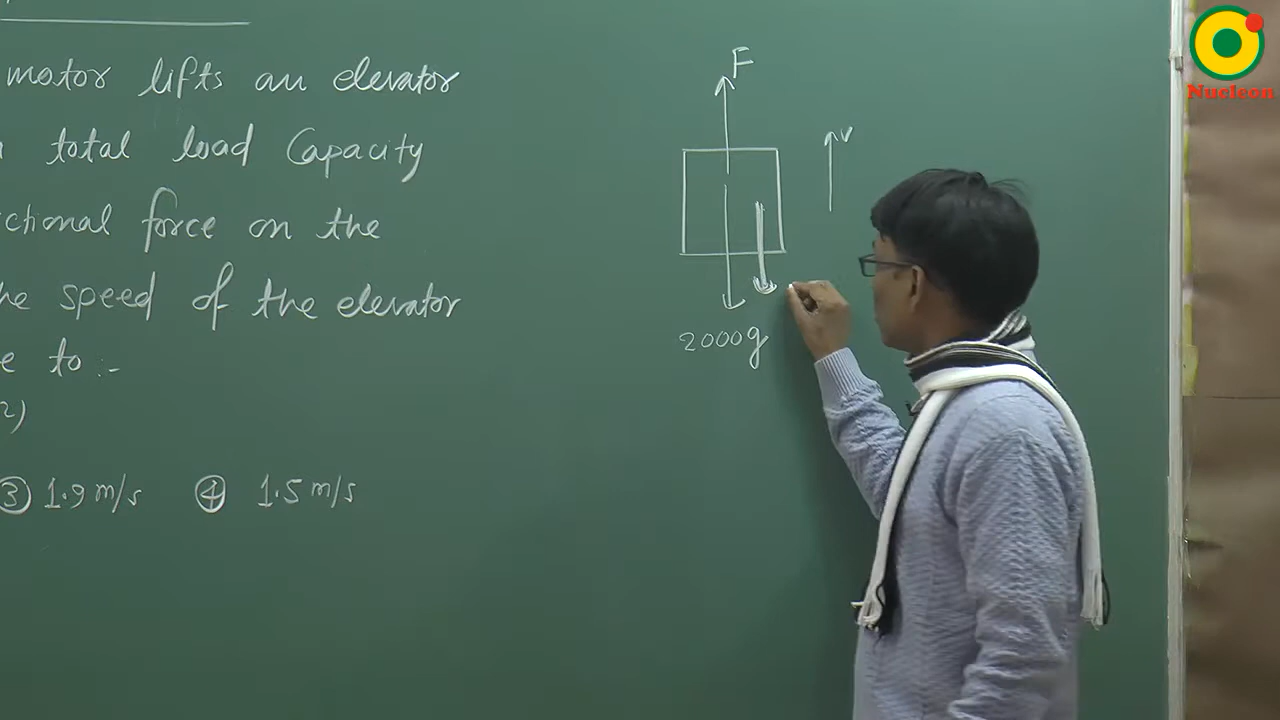 motor lifts an elevator
total load Capacity
ctional force on the
he speed of the elevator
e to :-
2)
③ 1.9 m/s ④ 1.5 m/s
F
v
2000g
Nucleon